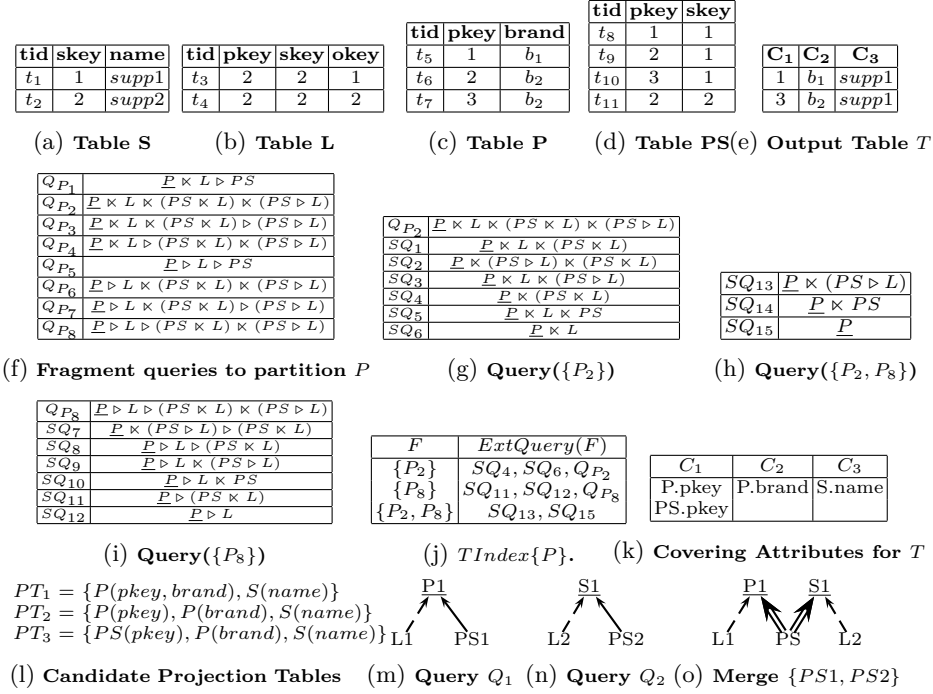 tid skey name
t1 1 supp1
t2 2 supp2
(a) Table S
tid pkey skey okey
t3 2 2 1
t4 2 2 2
(b) Table L
tid pkey brand
t5 1 b1
t6 2 b2
t7 3 b2
(c) Table P
tid pkey skey
t8 1 1
t9 2 1
t10 3 1
t11 2 2
(d) Table PS
C1 C2 C3
1 b1 supp1
3 b2 supp1
(e) Output Table T
QP1 P ⋉ L ▷ PS
QP2 P ⋉ L ⋉ (PS ⋉ L) ⋉ (PS ▷ L)
QP3 P ⋉ L ⋉ (PS ⋉ L) ▷ (PS ▷ L)
QP4 P ⋉ L ▷ (PS ⋉ L) ⋉ (PS ▷ L)
QP5 P ▷ L ▷ PS
QP6 P ▷ L ⋉ (PS ⋉ L) ⋉ (PS ▷ L)
QP7 P ▷ L ⋉ (PS ⋉ L) ▷ (PS ▷ L)
QP8 P ▷ L ▷ (PS ⋉ L) ⋉ (PS ▷ L)
(f) Fragment queries to partition P
QP2 P ⋉ L ⋉ (PS ⋉ L) ⋉ (PS ▷ L)
SQ1 P ⋉ L ⋉ (PS ⋉ L)
SQ2 P ⋉ (PS ▷ L) ⋉ (PS ⋉ L)
SQ3 P ⋉ L ⋉ (PS ▷ L)
SQ4 P ⋉ (PS ⋉ L)
SQ5 P ⋉ L ⋉ PS
SQ6 P ⋉ L
(g) Query({P2})
SQ13 P ⋉ (PS ▷ L)
SQ14 P ⋉ PS
SQ15 P
(h) Query({P2, P8})
QP8 P ▷ L ▷ (PS ⋉ L) ⋉ (PS ▷ L)
SQ7 P ⋉ (PS ▷ L) ▷ (PS ⋉ L)
SQ8 P ▷ L ▷ (PS ⋉ L)
SQ9 P ▷ L ⋉ (PS ▷ L)
SQ10 P ▷ L ⋉ PS
SQ11 P ▷ (PS ⋉ L)
SQ12 P ▷ L
(i) Query({P8})
F ExtQuery(F)
{P2} SQ4, SQ6, QP2
{P8} SQ11, SQ12, QP8
{P2, P8} SQ13, SQ15
(j) TIndex{P}.
C1 C2 C3
P.pkey P.brand S.name
PS.pkey
(k) Covering Attributes for T
PT1 = {P(pkey, brand), S(name)}
PT2 = {P(pkey), P(brand), S(name)}
PT3 = {PS(pkey), P(brand), S(name)}
(l) Candidate Projection Tables
P1
L1 PS1
(m) Query Q1
S1
L2 PS2
(n) Query Q2
P1 S1
L1 PS L2
(o) Merge {PS1, PS2}